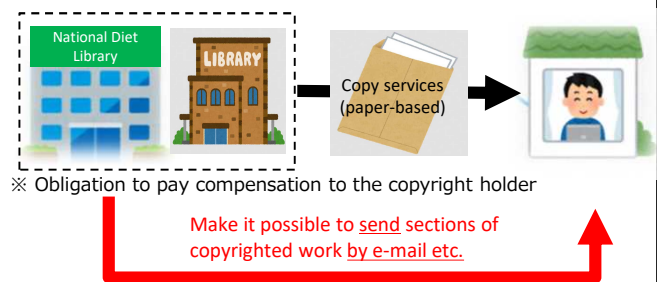 National Diet
Library
LIBRARY
Copy services
(paper-based)
※ Obligation to pay compensation to the copyright holder
Make it possible to send sections of
copyrighted work by e-mail etc.